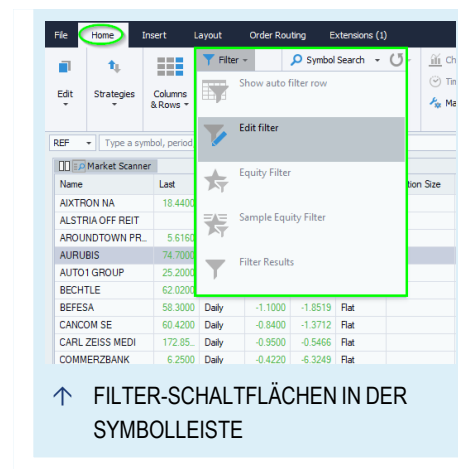 File Home Insert Layout Order Routing Extensions (1)
Filter Symbol Search Ch
Show auto filter row
Edit Strategies Columns & Rows
Edit filter
REF Type a symbol, period
Equity Filter
Market Scanner
Name Last tion Size
AIXTRON NA 18.4400
ALSTRIA OFF REIT
Sample Equity Filter
AROUNDTOWN PR... 5.6160
AURUBIS 74.7000
AUTO1 GROUP 25.2000
Filter Results
BECHTLE 62.0200
BEFESA 58.3000 Daily -1.1000 -1.8519 Flat
CANCOM SE 60.4200 Daily -0.8400 -1.3712 Flat
CARL ZEISS MEDI 172.85... Daily -0.9500 -0.5466 Flat
COMMERZBANK 6.2500 Daily -0.4220 -6.3249 Flat
↑ FILTER-SCHALTFLÄCHEN IN DER
SYMBOLLEISTE